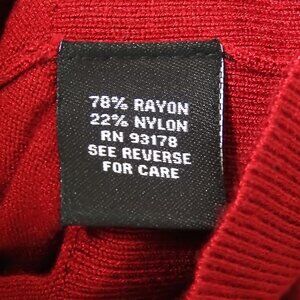 78% RAYON
22% NYLON
RN 93178
SEE REVERSE
FOR CARE